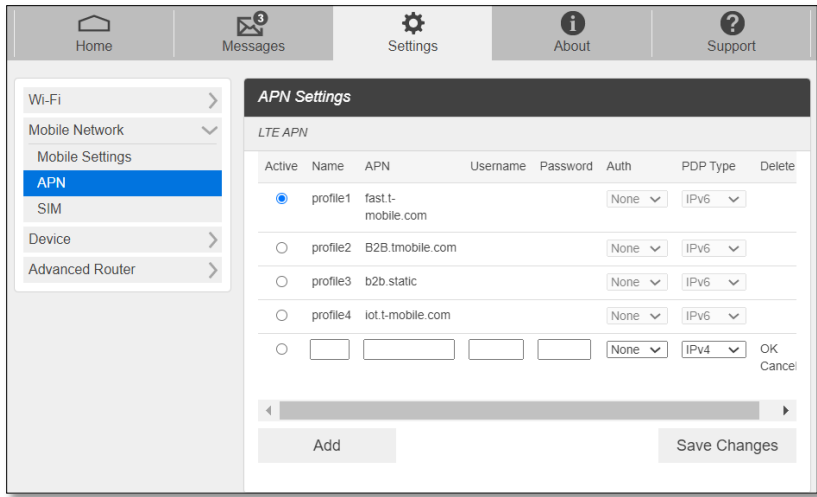 3
Home Messages Settings About Support
Wi-Fi
Mobile Network
Mobile Settings
APN
SIM
Device
Advanced Router
APN Settings
LTE APN
Active Name APN Username Password Auth PDP Type Delete
profile1 fast.t-
mobile.com None IPv6
profile2 B2B.tmobile.com None IPv6
profile3 b2b.static None IPv6
profile4 iot.t-mobile.com None IPv6
None IPv4 OK
Cancel
Add Save Changes